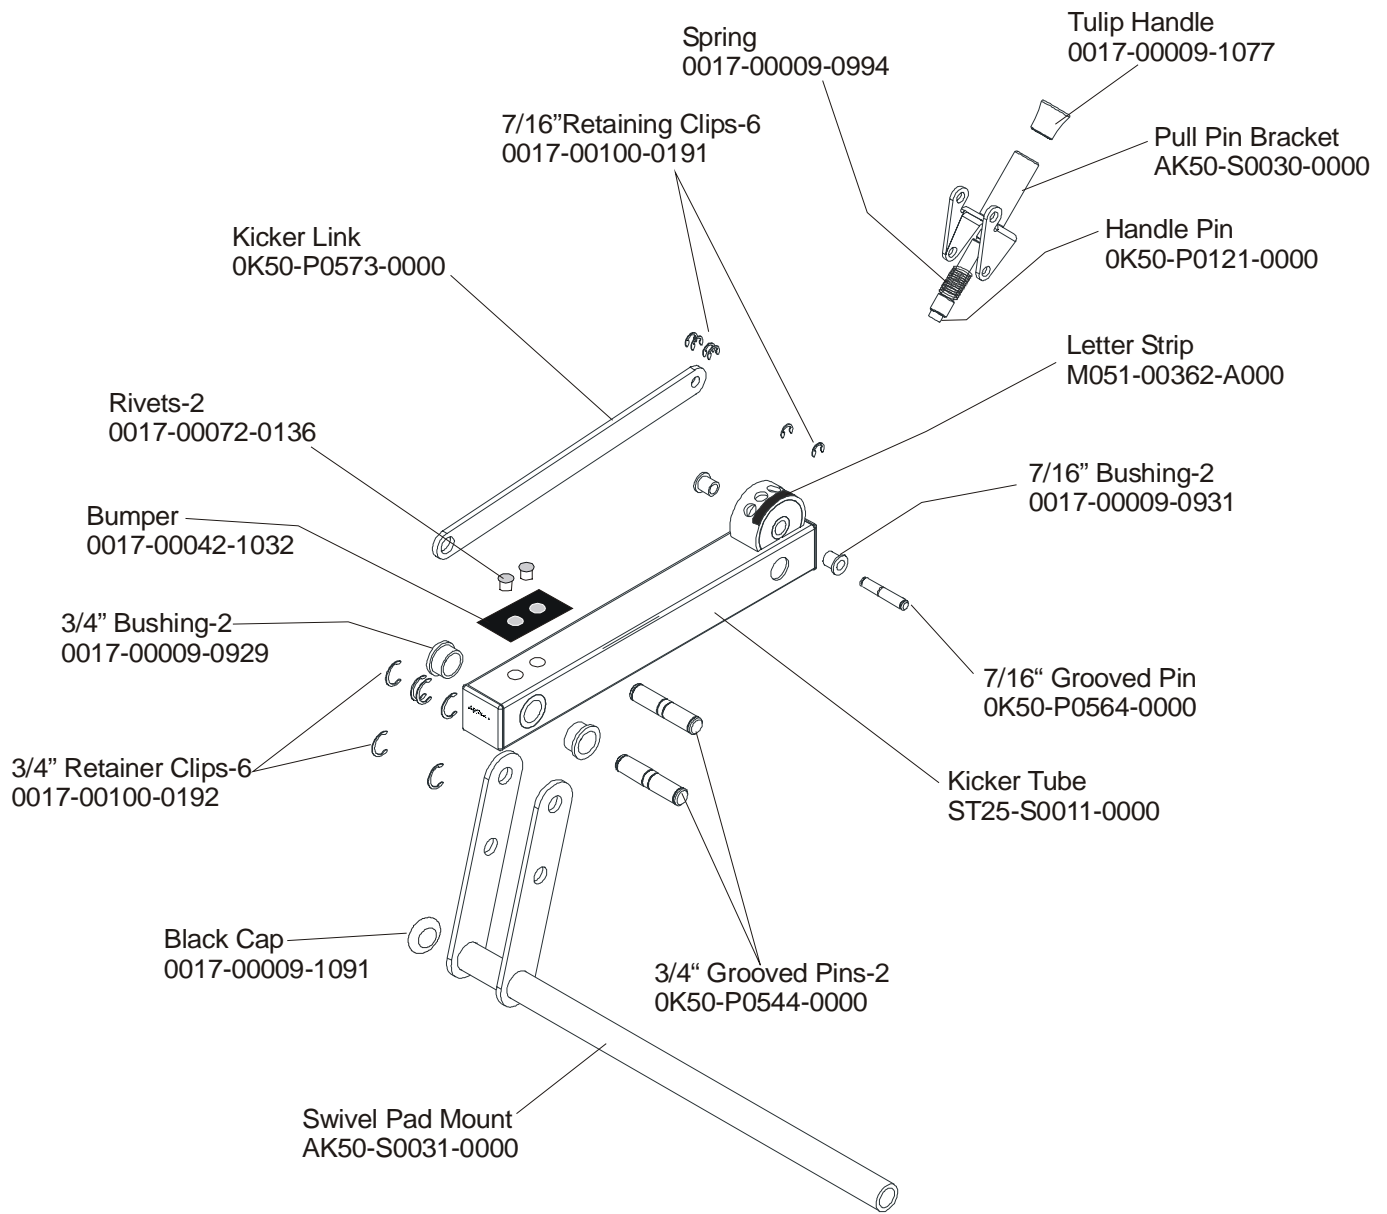 Tulip Handle
0017-00009-1077
Spring
0017-00009-0994
7/16”Retaining Clips-6
0017-00100-0191
Pull Pin Bracket
AK50-S0030-0000
Handle Pin
0K50-P0121-0000
Kicker Link
0K50-P0573-0000
Letter Strip
M051-00362-A000
Rivets-2
0017-00072-0136
7/16” Bushing-2
0017-00009-0931
Bumper
0017-00042-1032
3/4” Bushing-2
0017-00009-0929
7/16“ Grooved Pin
0K50-P0564-0000
3/4” Retainer Clips-6
0017-00100-0192
Kicker Tube
ST25-S0011-0000
Black Cap
0017-00009-1091
3/4“ Grooved Pins-2
0K50-P0544-0000
Swivel Pad Mount
AK50-S0031-0000